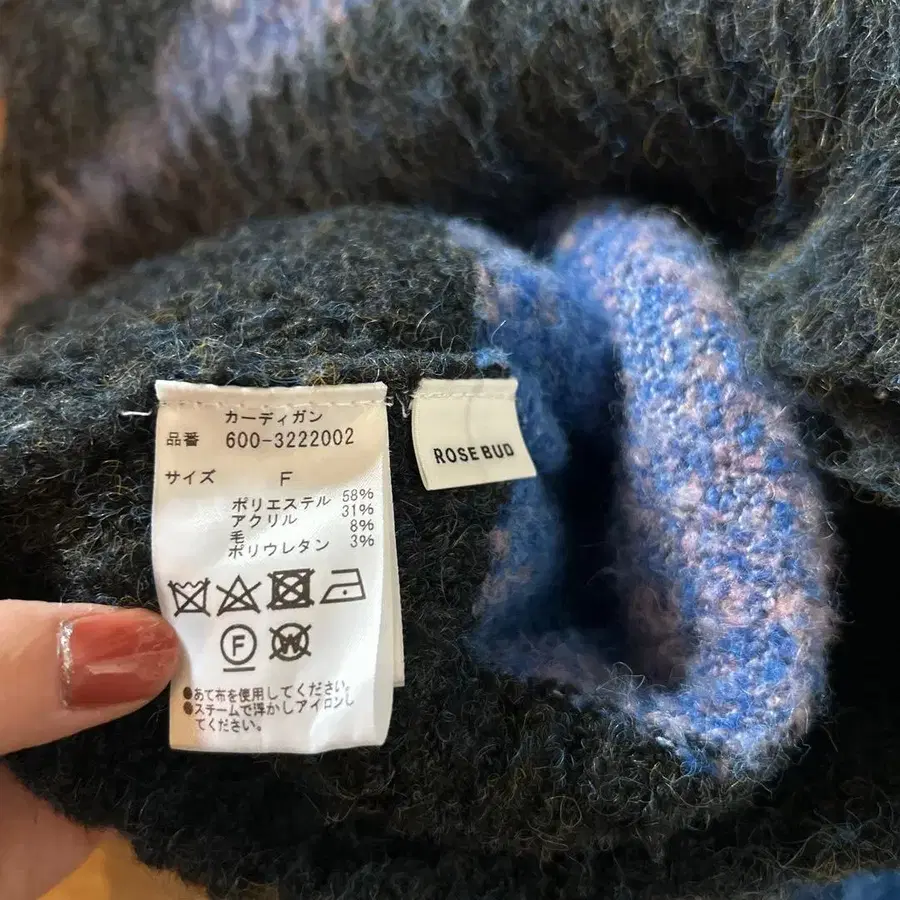 カーディガン
品番 600-3222002
サイズ F
ポリエステル 58%
アクリル 31%
毛 8%
ポリウレタン 3%
F
W
●あて布を使用してください。
●スチームで浮かしアイロンし
てください。
ROSE BUD